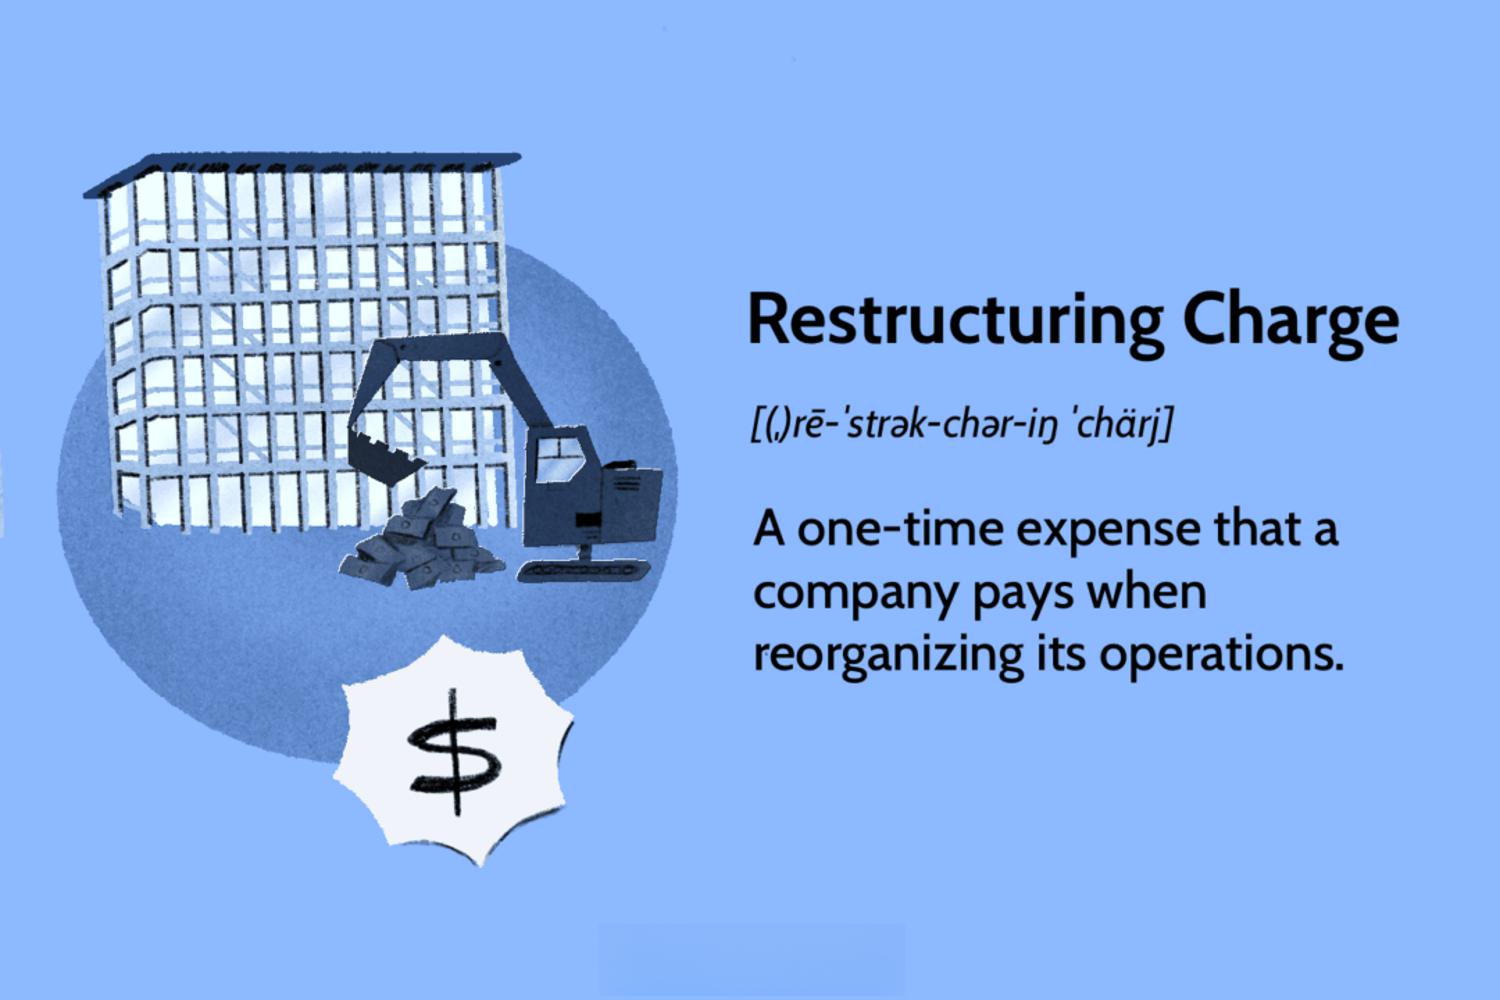 Restructuring Charge
[(ˌ)rē-ˈstrək-chər-iŋ ˈchärj]
A one-time expense that a
company pays when
reorganizing its operations.
$